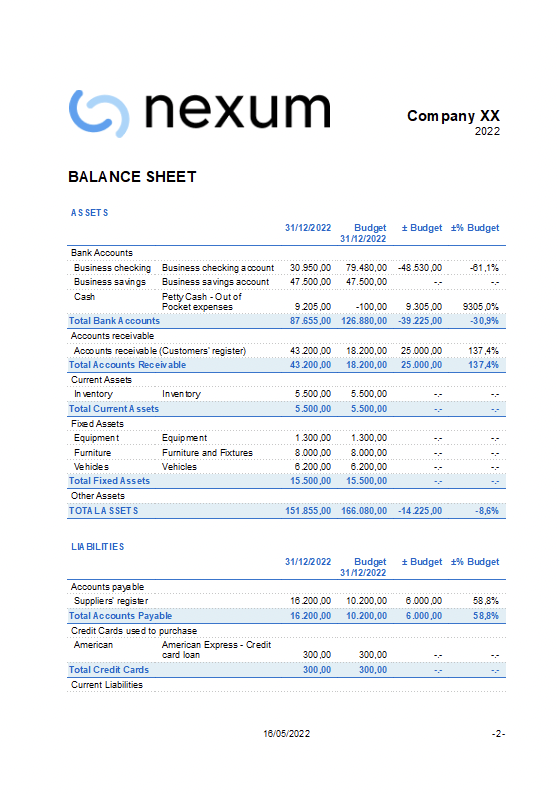 nexum
Company XX
2022
BALANCE SHEET
ASSETS
31/12/2022 Budget 31/12/2022 ± Budget ±% Budget
Bank Accounts
Business checking Business checking account 30.950,00 79.480,00 -48.530,00 -61,1%
Business savings Business savings account 47.500,00 47.500,00 -.- -.-
Cash Petty Cash - Out of Pocket expenses 9.205,00 -100,00 9.305,00 9305,0%
Total Bank Accounts 87.655,00 126.880,00 -39.225,00 -30,9%
Accounts receivable
Accounts receivable (Customers' register) 43.200,00 18.200,00 25.000,00 137,4%
Total Accounts Receivable 43.200,00 18.200,00 25.000,00 137,4%
Current Assets
Inventory Inventory 5.500,00 5.500,00 -.- -.-
Total Current Assets 5.500,00 5.500,00 -.- -.-
Fixed Assets
Equipment Equipment 1.300,00 1.300,00 -.- -.-
Furniture Furniture and Fixtures 8.000,00 8.000,00 -.- -.-
Vehicles Vehicles 6.200,00 6.200,00 -.- -.-
Total Fixed Assets 15.500,00 15.500,00 -.- -.-
Other Assets
TOTAL ASSETS 151.855,00 166.080,00 -14.225,00 -8,6%
LIABILITIES
31/12/2022 Budget 31/12/2022 ± Budget ±% Budget
Accounts payable
Suppliers' register 16.200,00 10.200,00 6.000,00 58,8%
Total Accounts Payable 16.200,00 10.200,00 6.000,00 58,8%
Credit Cards used to purchase
American American Express - Credit card loan 300,00 300,00 -.- -.-
Total Credit Cards 300,00 300,00 -.- -.-
Current Liabilities
16/05/2022 -2-